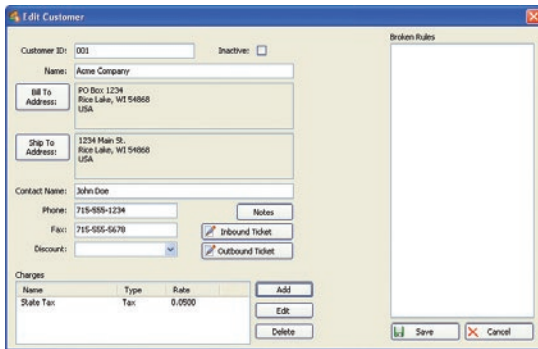 Edit Customer
Customer ID: 001
Inactive:
Name: Acme Company
Bill To
Address:
PO Box 1234
Rice Lake, WI 54868
USA
Ship To
Address:
1234 Main St.
Rice Lake, WI 54868
USA
Contact Name: John Doe
Phone: 715-555-1234
Notes
Fax: 715-555-5678
Inbound Ticket
Discount:
Outbound Ticket
Charges
Name Type Rate
State Tax Tax 0.0500
Add
Edit
Delete
Broken Rules
Save
Cancel